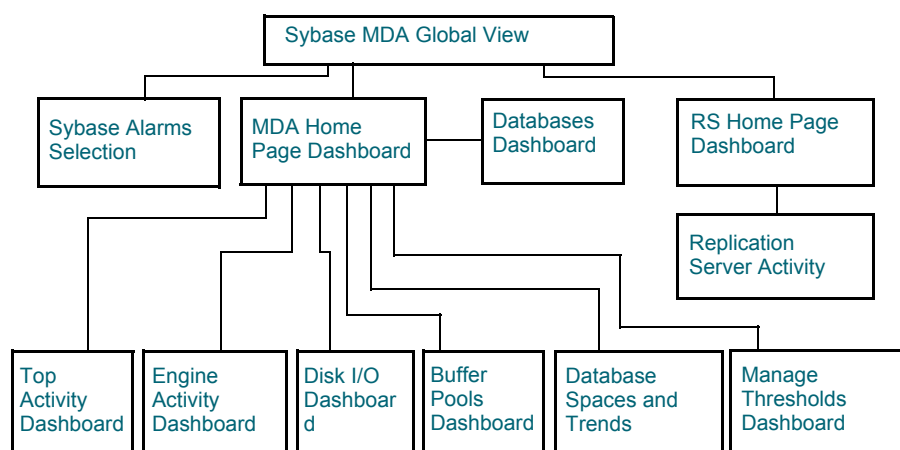 Sybase MDA Global View
Sybase Alarms
Selection
MDA Home
Page Dashboard
Databases
Dashboard
RS Home Page
Dashboard
Replication
Server Activity
Top
Activity
Dashboard
Engine
Activity
Dashboard
Disk I/O
Dashboar
d
Buffer
Pools
Dashboard
Database
Spaces and
Trends
Manage
Thresholds
Dashboard